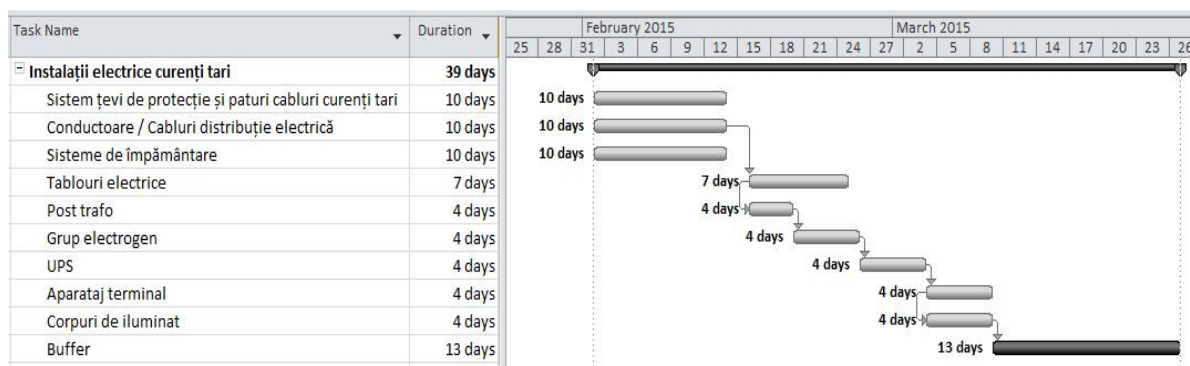 Task Name Duration February 2015 March 2015
25 28 31 3 6 9 12 15 18 21 24 27 2 5 8 11 14 17 20 23 26
Instalații electrice curenți tari 39 days
Sistem țevi de protecție și paturi cabluri curenți tari 10 days 10 days
Conductoare / Cabluri distribuție electrică 10 days 10 days
Sisteme de împământare 10 days 10 days
Tablouri electrice 7 days 7 days
Post trafo 4 days 4 days
Grup electrogen 4 days 4 days
UPS 4 days 4 days
Aparataj terminal 4 days 4 days
Corpuri de iluminat 4 days 4 days
Buffer 13 days 13 days